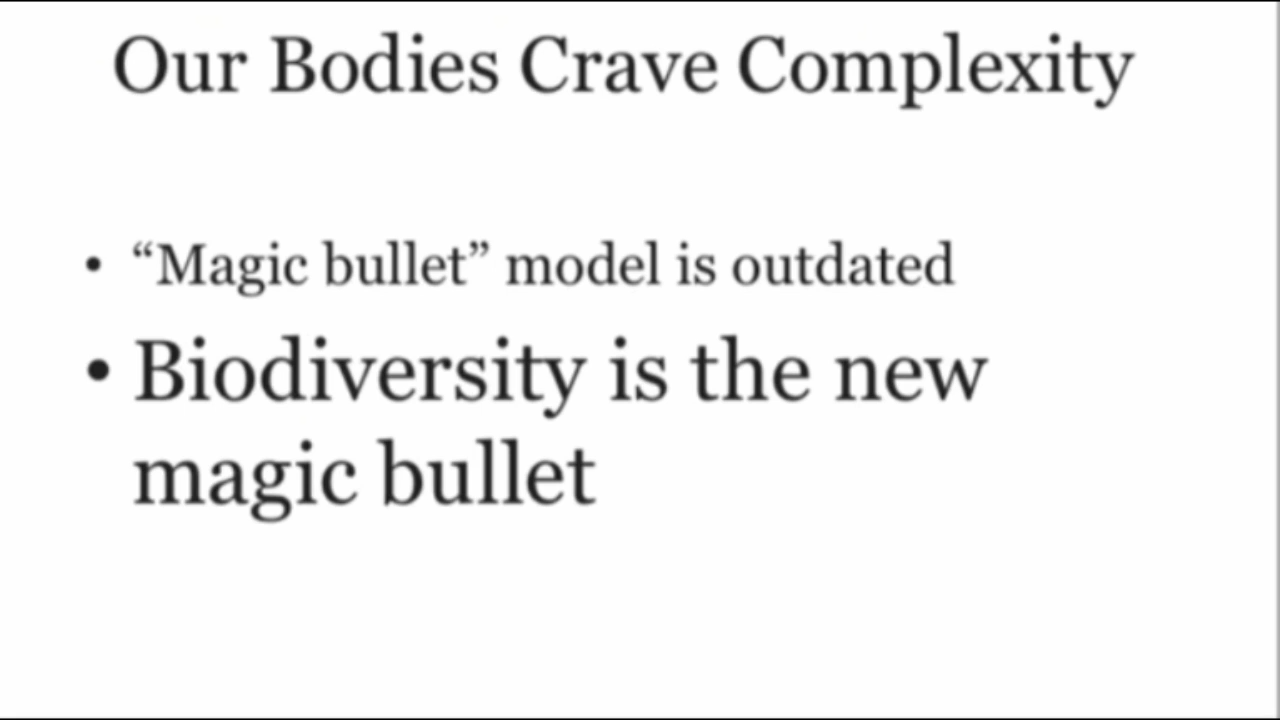 Our Bodies Crave Complexity
• “Magic bullet” model is outdated
• Biodiversity is the new
magic bullet